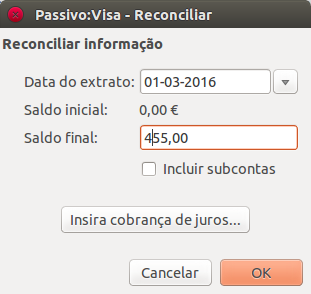 Passivo:Visa - Reconciliar
Reconciliar informação
Data do extrato: 01-03-2016
Saldo inicial: 0,00 €
Saldo final: 455,00
Incluir subcontas
Insira cobrança de juros...
Cancelar OK